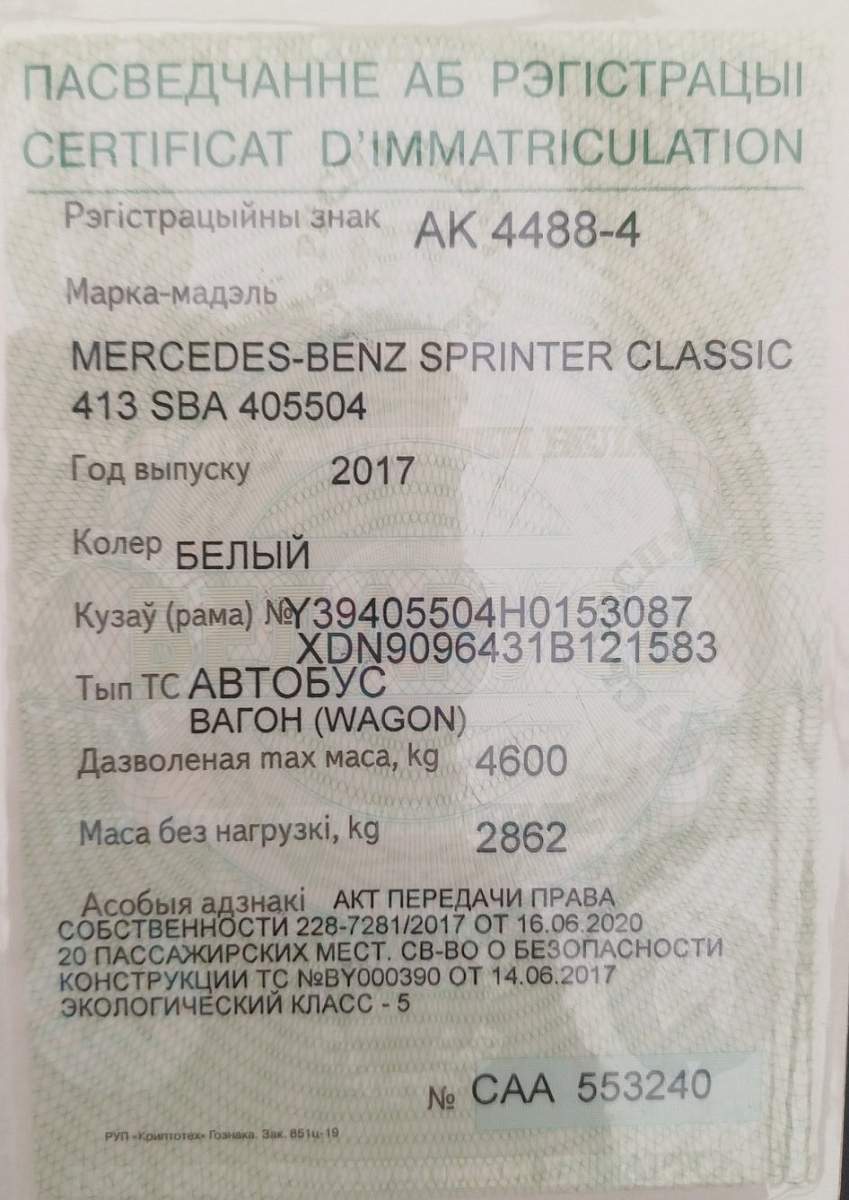 ПАСВЕДЧАННЕ АБ РЭГІСТРАЦЫІ
CERTIFICAT D'IMMATRICULATION
Рэгістрацыйны знак АК 4488-4
Марка-мадэль
MERCEDES-BENZ SPRINTER CLASSIC
413 SBA 405504
Год выпуску 2017
Колер БЕЛЫЙ
Кузаў (рама) №Y39405504H0153087
XDN9096431B121583
Тып ТС АВТОБУС
ВАГОН (WAGON)
Дазволеная max маса, kg 4600
Маса без нагрузкі, kg 2862
Асобыя адзнакі АКТ ПЕРЕДАЧИ ПРАВА
СОБСТВЕННОСТИ 228-7281/2017 ОТ 16.06.2020
20 ПАССАЖИРСКИХ МЕСТ. СВ-ВО О БЕЗОПАСНОСТИ
КОНСТРУКЦИИ ТС №BY000390 ОТ 14.06.2017
ЭКОЛОГИЧЕСКИЙ КЛАСС - 5
№ САА 553240
РУП «Криптотех» Гознака. Зак. 851ц-19